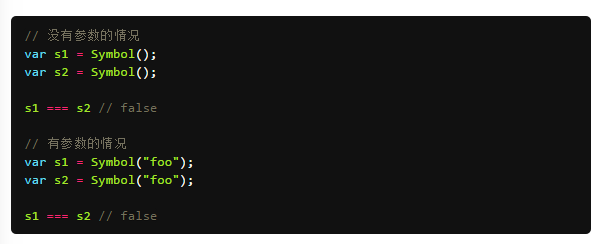 // 没有参数的情况
var s1 = Symbol();
var s2 = Symbol();
s1 === s2 // false
// 有参数的情况
var s1 = Symbol("foo");
var s2 = Symbol("foo");
s1 === s2 // false